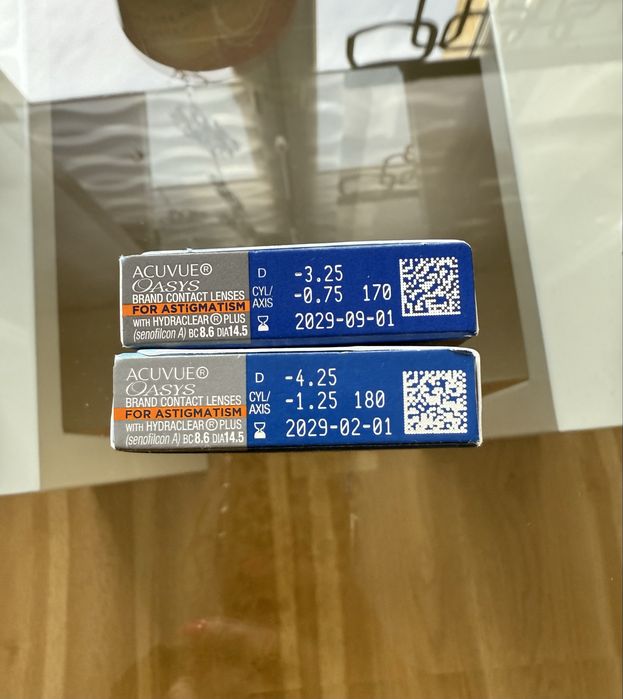 ACUVUE®
OASYS
BRAND CONTACT LENSES
FOR ASTIGMATISM
WITH HYDRACLEAR® PLUS
(senofilcon A) BC 8.6 DIA 14.5
D -3.25
CYL/AXIS -0.75 170
2029-09-01
ACUVUE®
OASYS
BRAND CONTACT LENSES
FOR ASTIGMATISM
WITH HYDRACLEAR® PLUS
(senofilcon A) BC 8.6 DIA 14.5
D -4.25
CYL/AXIS -1.25 180
2029-02-01